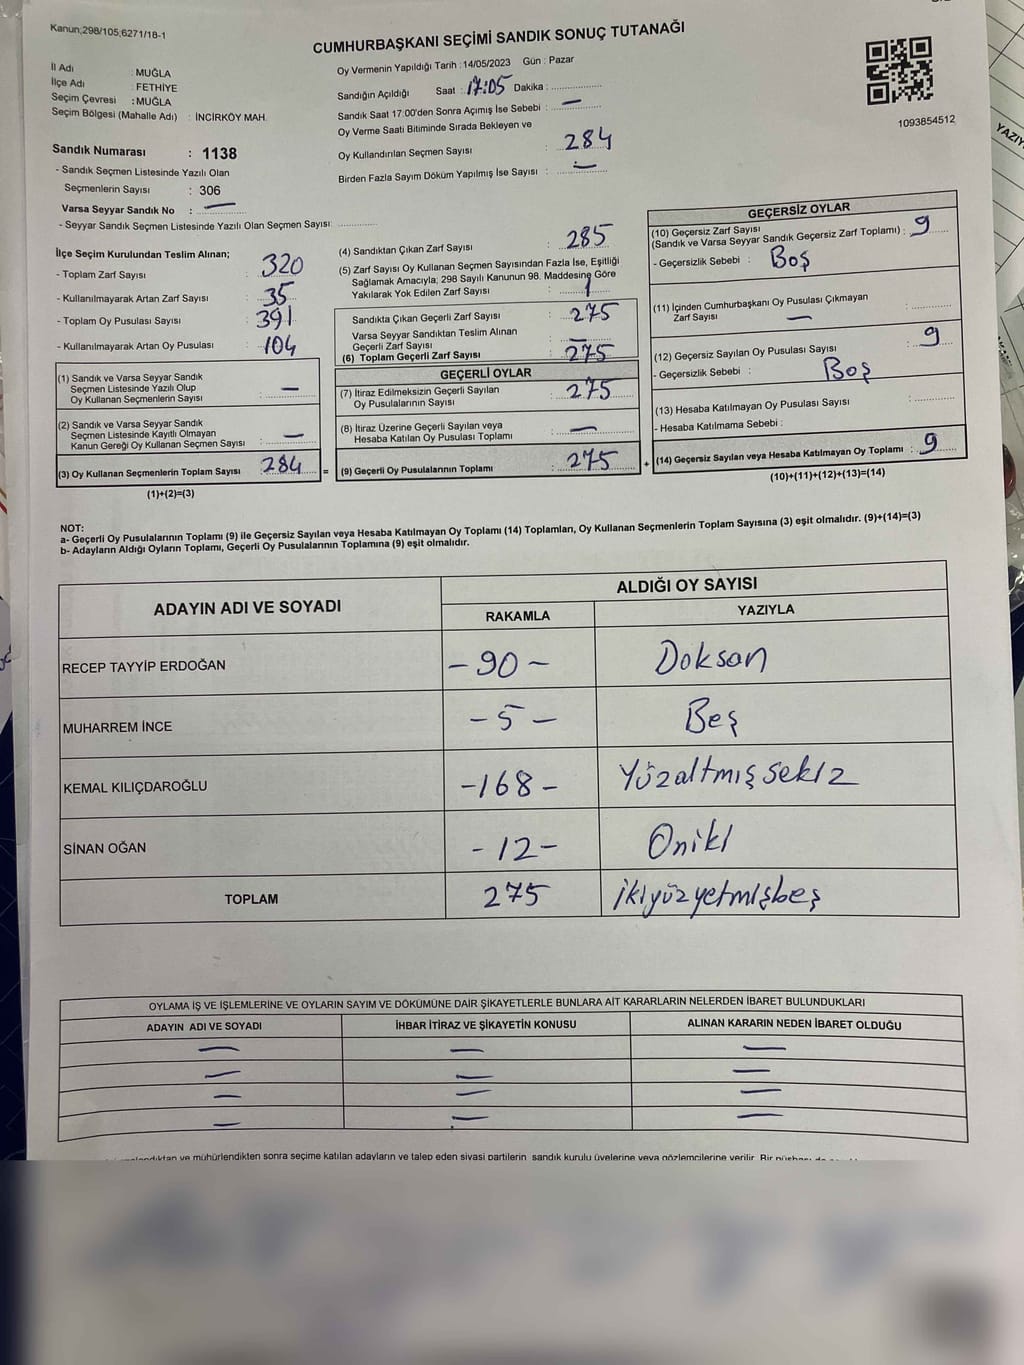 Kanun;298/105,6271/18-1
CUMHURBAŞKANI SEÇİMİ SANDIK SONUÇ TUTANAĞI
İl Adı : MUĞLA
İlçe Adı : FETHİYE
Seçim Çevresi : MUĞLA
Seçim Bölgesi (Mahalle Adı) : İNCİRKÖY MAH.
Sandık Numarası : 1138
- Sandık Seçmen Listesinde Yazılı Olan
Seçmenlerin Sayısı : 306
Varsa Seyyar Sandık No : —
- Seyyar Sandık Seçmen Listesinde Yazılı Olan Seçmen Sayısı: ..............
Oy Vermenin Yapıldığı Tarih : 14/05/2023 Gün : Pazar
Sandığın Açıldığı Saat : 17:05 Dakika : ..............
Sandık Saat 17:00'den Sonra Açımış İse Sebebi : —
Oy Verme Saati Bitiminde Sırada Bekleyen ve
Oy Kullandırılan Seçmen Sayısı : 284
Birden Fazla Sayım Döküm Yapılmış İse Sayısı : —
1093854512
İlçe Seçim Kurulundan Teslim Alınan;
- Toplam Zarf Sayısı : 320
- Kullanılmayarak Artan Zarf Sayısı : 35
- Toplam Oy Pusulası Sayısı : 391
- Kullanılmayarak Artan Oy Pusulası : 104
(1) Sandık ve Varsa Seyyar Sandık
Seçmen Listesinde Yazılı Olup
Oy Kullanan Seçmenlerin Sayısı : —
(2) Sandık ve Varsa Seyyar Sandık
Seçmen Listesinde Kayıtlı Olmayan
Kanun Gereği Oy Kullanan Seçmen Sayısı : —
(3) Oy Kullanan Seçmenlerin Toplam Sayısı : 284 =
(1)+(2)=(3)
(4) Sandıktan Çıkan Zarf Sayısı : 285
(5) Zarf Sayısı Oy Kullanan Seçmen Sayısından Fazla İse, Eşitliği
Sağlamak Amacıyla; 298 Sayılı Kanunun 98. Maddesine Göre
Yakılarak Yok Edilen Zarf Sayısı : 1
Sandıkta Çıkan Geçerli Zarf Sayısı : 275
Varsa Seyyar Sandıktan Teslim Alınan
Geçerli Zarf Sayısı : —
(6) Toplam Geçerli Zarf Sayısı : 275
GEÇERLİ OYLAR
(7) İtiraz Edilmeksizin Geçerli Sayılan
Oy Pusulalarının Sayısı : 275
(8) İtiraz Üzerine Geçerli Sayılan veya
Hesaba Katılan Oy Pusulası Toplamı : —
(9) Geçerli Oy Pusulalarının Toplamı : 275 +
GEÇERSİZ OYLAR
(10) Geçersiz Zarf Sayısı
(Sandık ve Varsa Seyyar Sandık Geçersiz Zarf Toplamı) : 9
- Geçersizlik Sebebi : Boş
(11) İçinden Cumhurbaşkanı Oy Pusulası Çıkmayan
Zarf Sayısı — : ..............
(12) Geçersiz Sayılan Oy Pusulası Sayısı : 9
- Geçersizlik Sebebi : Boş
(13) Hesaba Katılmayan Oy Pusulası Sayısı : ..............
- Hesaba Katılmama Sebebi :
(14) Geçersiz Sayılan veya Hesaba Katılmayan Oy Toplamı : 9
(10)+(11)+(12)+(13)=(14)
NOT:
a- Geçerli Oy Pusulalarının Toplamı (9) ile Geçersiz Sayılan veya Hesaba Katılmayan Oy Toplamı (14) Toplamları, Oy Kullanan Seçmenlerin Toplam Sayısına (3) eşit olmalıdır. (9)+(14)=(3)
b- Adayların Aldığı Oyların Toplamı, Geçerli Oy Pusulalarının Toplamına (9) eşit olmalıdır.
ADAYIN ADI VE SOYADI ALDIĞI OY SAYISI
RAKAMLA YAZIYLA
RECEP TAYYİP ERDOĞAN - 90 - Doksan
MUHARREM İNCE - 5 - Beş
KEMAL KILIÇDAROĞLU -168- Yüzaltmışsekiz
SİNAN OĞAN - 12- Onikl
TOPLAM 275 ikiyüzyetmişbeş
OYLAMA İŞ VE İŞLEMLERİNE VE OYLARIN SAYIM VE DÖKÜMÜNE DAİR ŞİKAYETLERLE BUNLARA AİT KARARLARIN NELERDEN İBARET BULUNDUKLARI
ADAYIN ADI VE SOYADI İHBAR İTİRAZ VE ŞİKAYETİN KONUSU ALINAN KARARIN NEDEN İBARET OLDUĞU
— — —
— — —
— — —
— — —
ve mühürlendikten sonra seçime katılan adayların ve talep eden siyasi partilerin, sandık kurulu üyelerine veya gözlemcilerine verilir. Bir